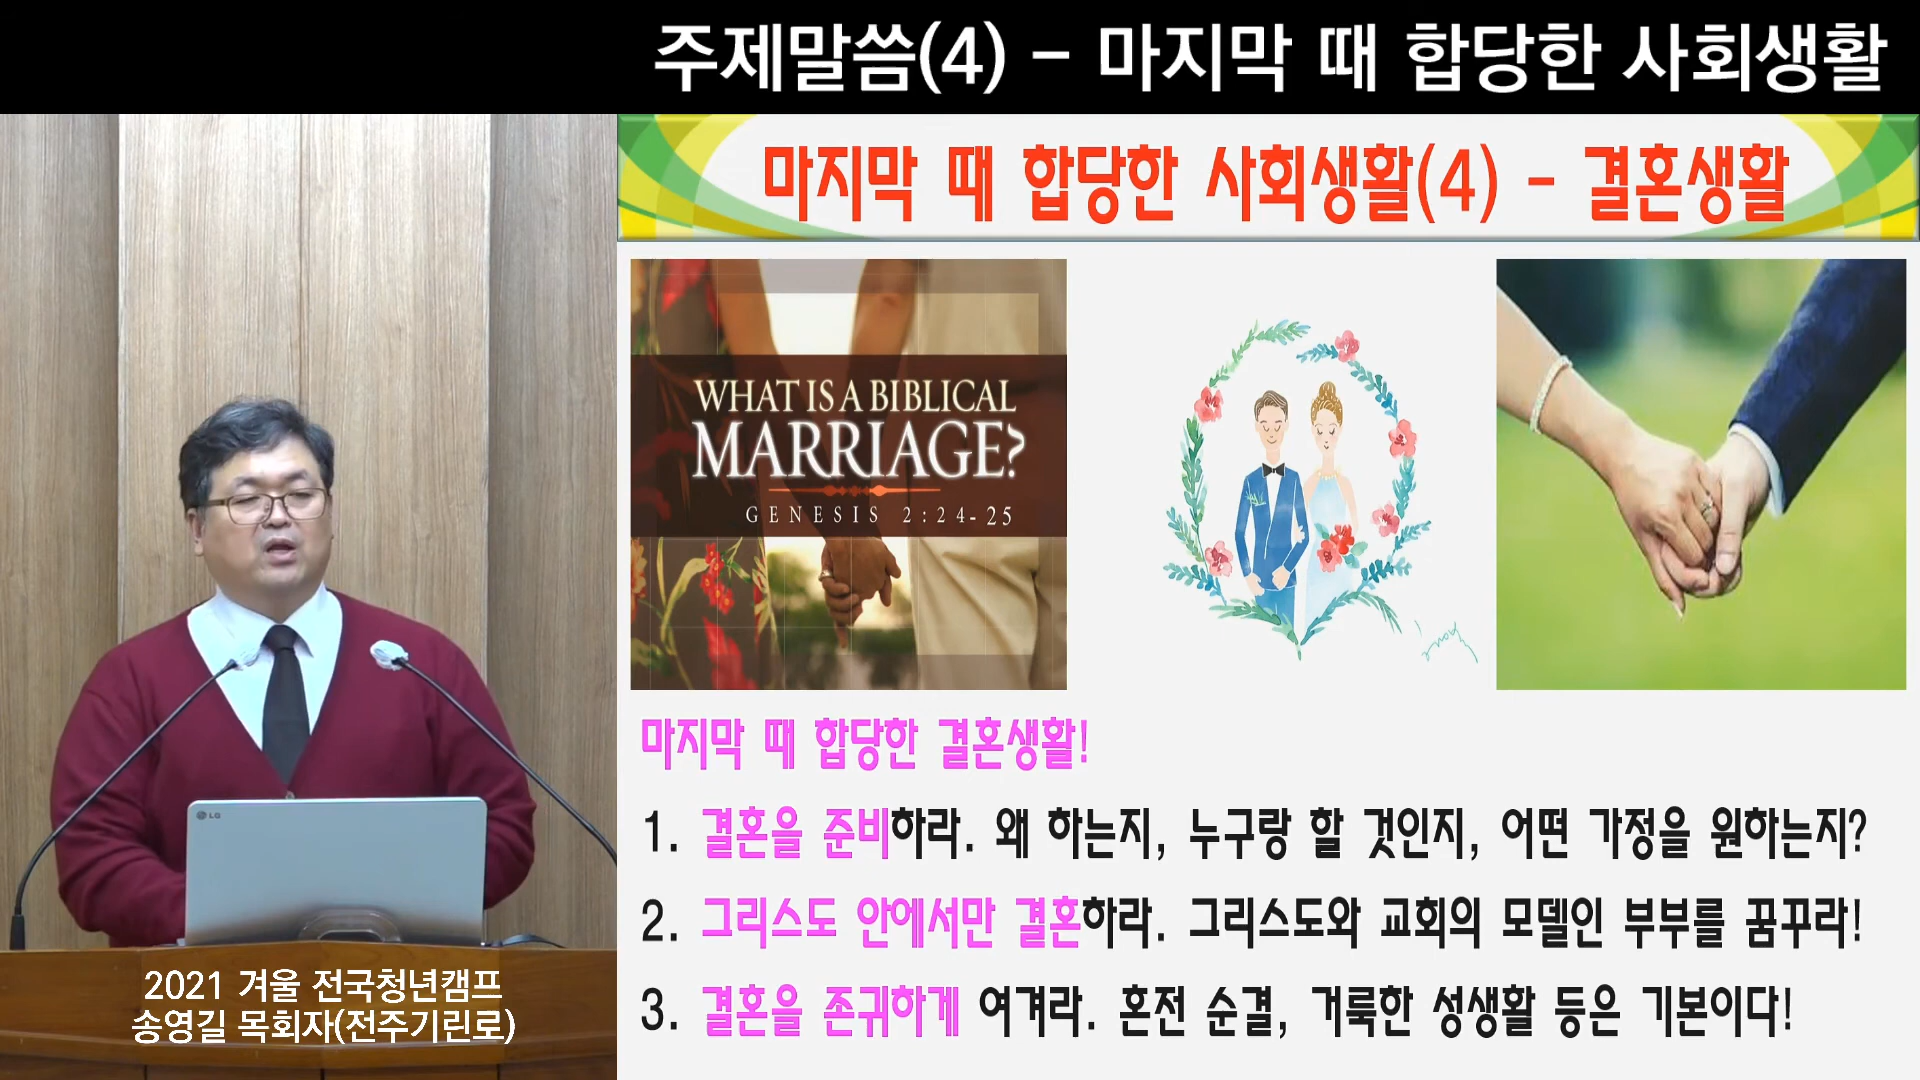 주제말씀(4) - 마지막 때 합당한 사회생활
마지막 때 합당한 사회생활(4) - 결혼생활
WHAT IS A BIBLICAL
MARRIAGE?
GENESIS 2:24-25
마지막 때 합당한 결혼생활!
1. 결혼을 준비하라. 왜 하는지, 누구랑 할 것인지, 어떤 가정을 원하는지?
2. 그리스도 안에서만 결혼하라. 그리스도와 교회의 모델인 부부를 꿈꾸라!
3. 결혼을 존귀하게 여겨라. 혼전 순결, 거룩한 성생활 등은 기본이다!
LG
2021 겨울 전국청년캠프
송영길 목회자(전주기린로)